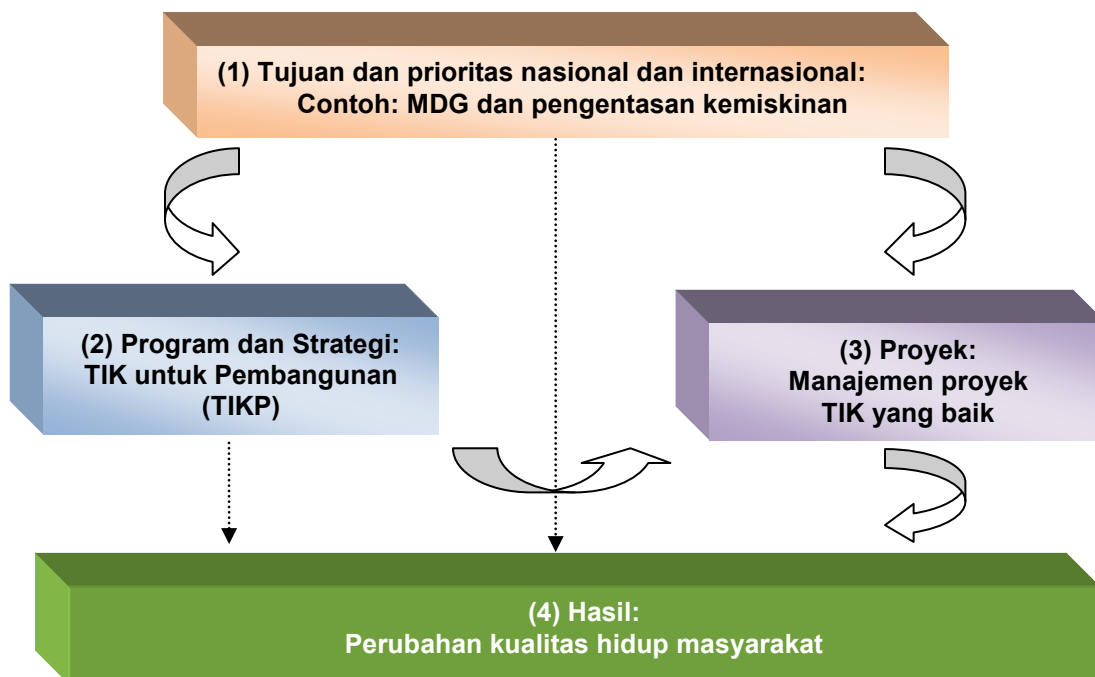 (1) Tujuan dan prioritas nasional dan internasional:
Contoh: MDG dan pengentasan kemiskinan
(2) Program dan Strategi:
TIK untuk Pembangunan
(TIKP)
(3) Proyek:
Manajemen proyek
TIK yang baik
(4) Hasil:
Perubahan kualitas hidup masyarakat